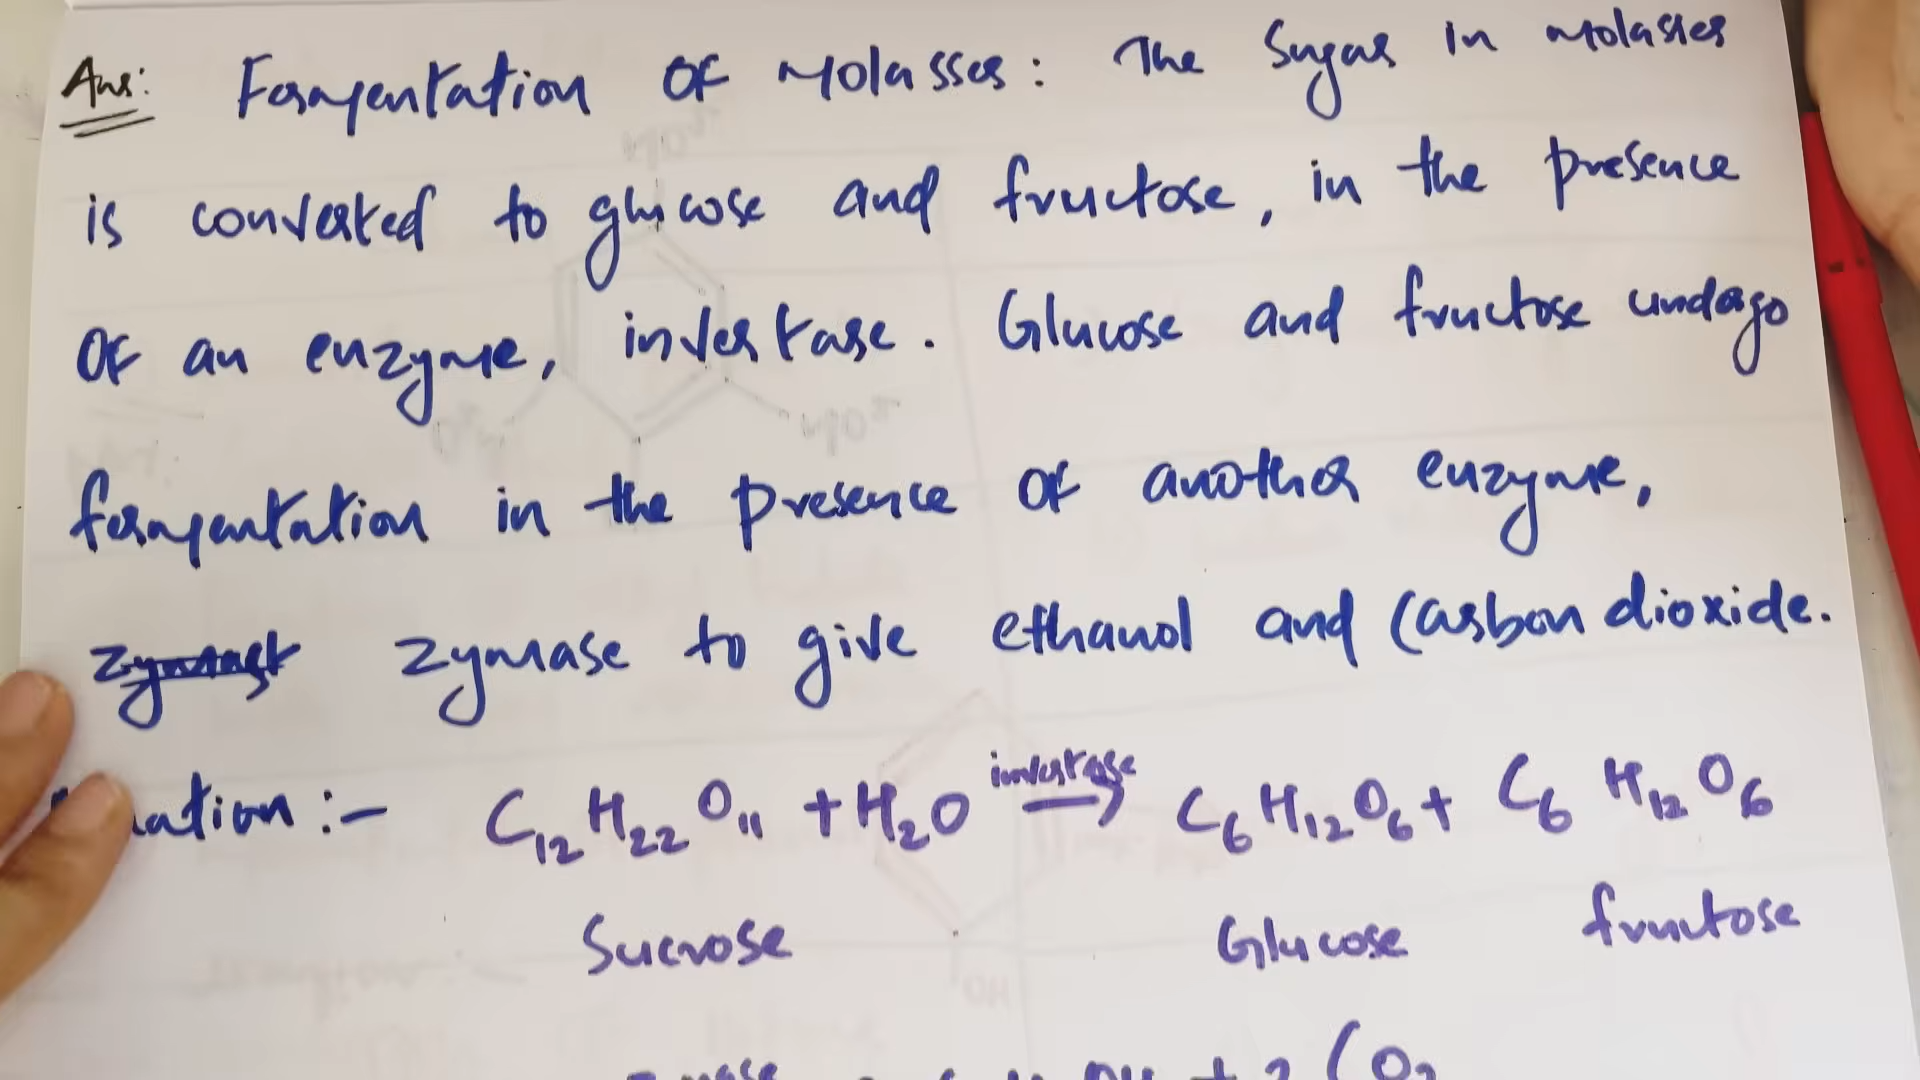 Ans: Fermentation of Molasses: The Sugar in Molasses
is converted to glucose and fructose, in the presence
of an enzyme, invertase. Glucose and fructose undergo
fermentation in the presence of another enzyme,
zymase to give ethanol and Carbon dioxide.
:- C₁₂H₂₂O₁₁ + H₂O invertase → C₆H₁₂O₆ + C₆H₁₂O₆
Sucrose Glucose fructose
+ 2CO₂